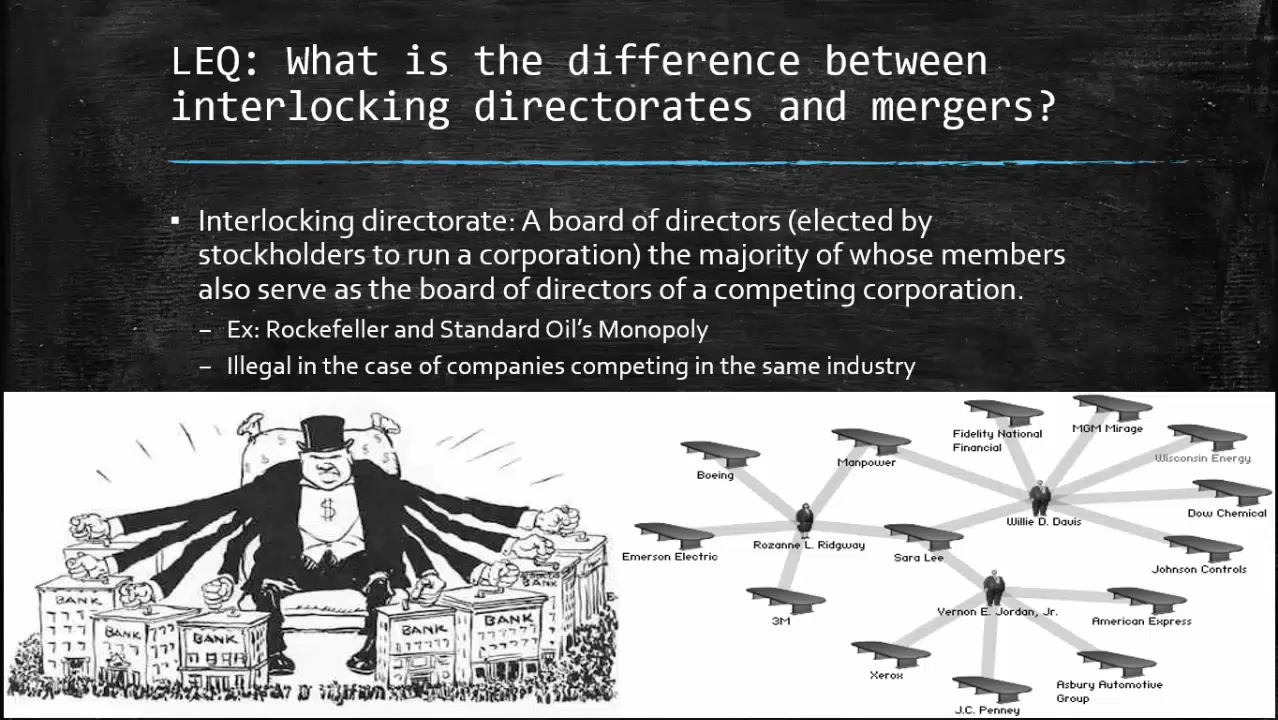 LEQ: What is the difference between
interlocking directorates and mergers?
▪ Interlocking directorate: A board of directors (elected by
stockholders to run a corporation) the majority of whose members
also serve as the board of directors of a competing corporation.
– Ex: Rockefeller and Standard Oil's Monopoly
– Illegal in the case of companies competing in the same industry
$
BANK
BANK
BANK
BANK
BANK
BANK
Boeing
Manpower
Fidelity National
Financial
MGM Mirage
Wisconsin Energy
Emerson Electric
Rozanne L. Ridgway
Sara Lee
Willie D. Davis
Dow Chemical
Johnson Controls
3M
Vernon E. Jordan, Jr.
American Express
Xerox
J.C. Penney
Asbury Automotive
Group